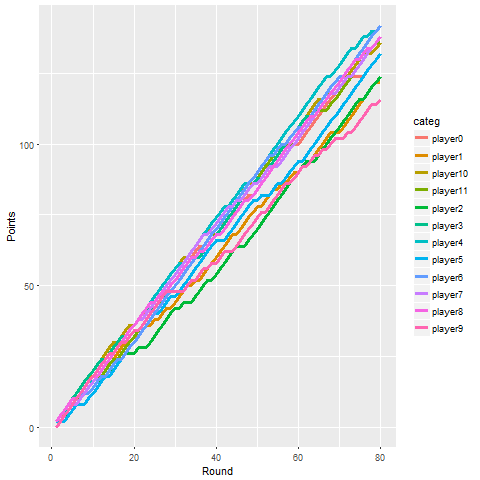 categ
player0
player1
player10
player11
player2
player3
player4
player5
player6
player7
player8
player9
Points
100
50
0
0
20
40
60
80
Round